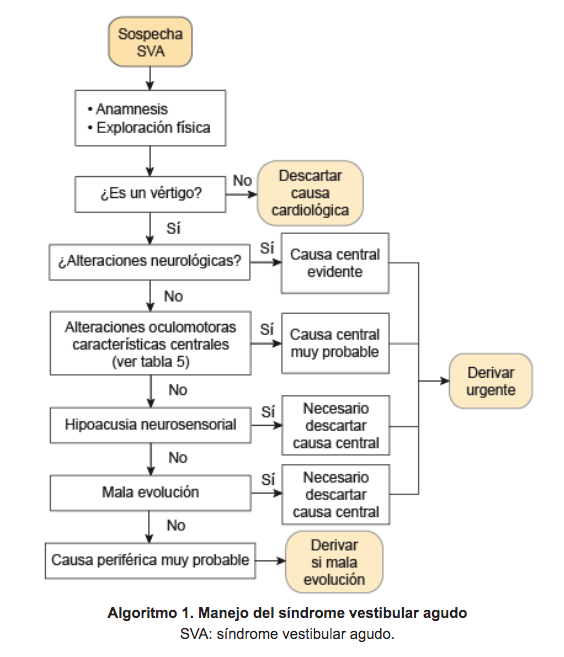 Sospecha
SVA
• Anamnesis
• Exploración física
¿Es un vértigo?
No
Descartar
causa
cardiológica
Sí
¿Alteraciones neurológicas?
Sí
Causa central
evidente
No
Alteraciones oculomotoras
características centrales
(ver tabla 5)
Sí
Causa central
muy probable
Derivar
urgente
No
Hipoacusia neurosensorial
Sí
Necesario
descartar
causa central
No
Mala evolución
Sí
Necesario
descartar
causa central
No
Causa periférica muy probable
Derivar
si mala
evolución
Algoritmo 1. Manejo del síndrome vestibular agudo
SVA: síndrome vestibular agudo.